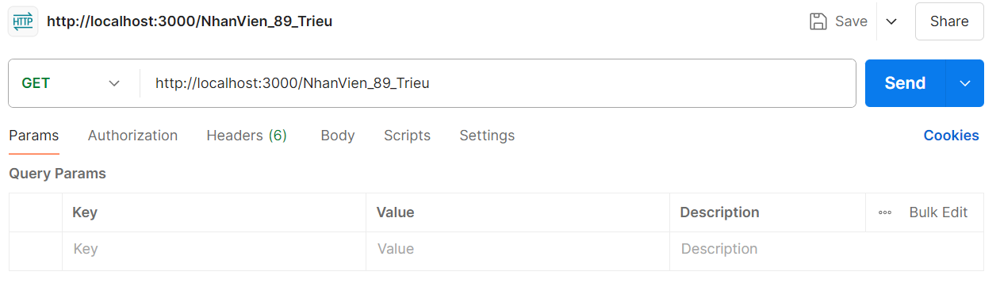 HTTP http://localhost:3000/NhanVien_89_Trieu Save Share
GET http://localhost:3000/NhanVien_89_Trieu Send
Params Authorization Headers (6) Body Scripts Settings Cookies
Query Params
Key Value Description Bulk Edit
Key Value Description